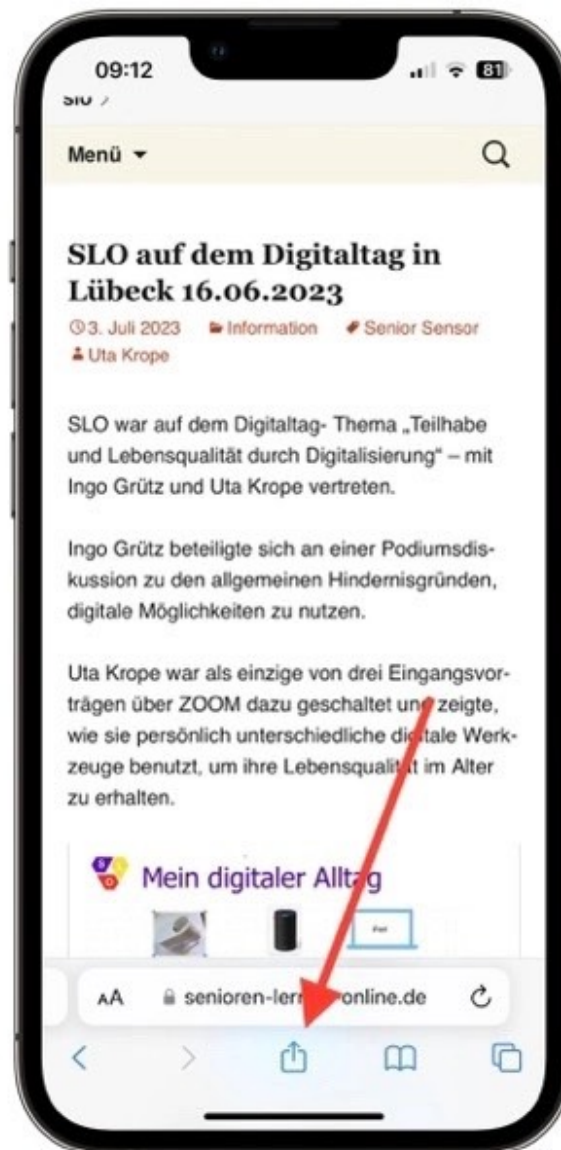 09:12
81
SLO
Menü
SLO auf dem Digitaltag in
Lübeck 16.06.2023
3. Juli 2023 Information Senior Sensor
Uta Krope
SLO war auf dem Digitaltag- Thema „Teilhabe
und Lebensqualität durch Digitalisierung“ – mit
Ingo Grütz und Uta Krope vertreten.
Ingo Grütz beteiligte sich an einer Podiumsdis-
kussion zu den allgemeinen Hindernisgründen,
digitale Möglichkeiten zu nutzen.
Uta Krope war als einzige von drei Eingangsvor-
trägen über ZOOM dazu geschaltet und zeigte,
wie sie persönlich unterschiedliche digitale Werk-
zeuge benutzt, um ihre Lebensqualität im Alter
zu erhalten.
S L O
Mein digitaler Alltag
AA senioren-lernen-online.de